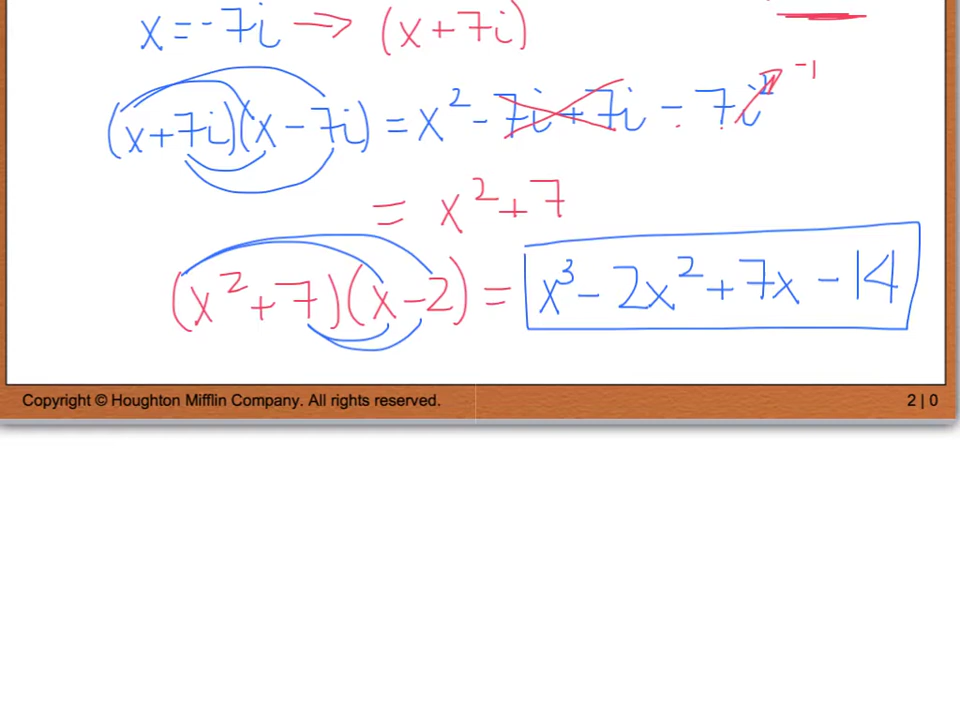 x = -7i → (x + 7i)
(x + 7i)(x - 7i) = x² - 7i + 7i - 7i² -1
= x² + 7
(x² + 7)(x - 2) = x³ - 2x² + 7x - 14
Copyright © Houghton Mifflin Company. All rights reserved. 2 | 0